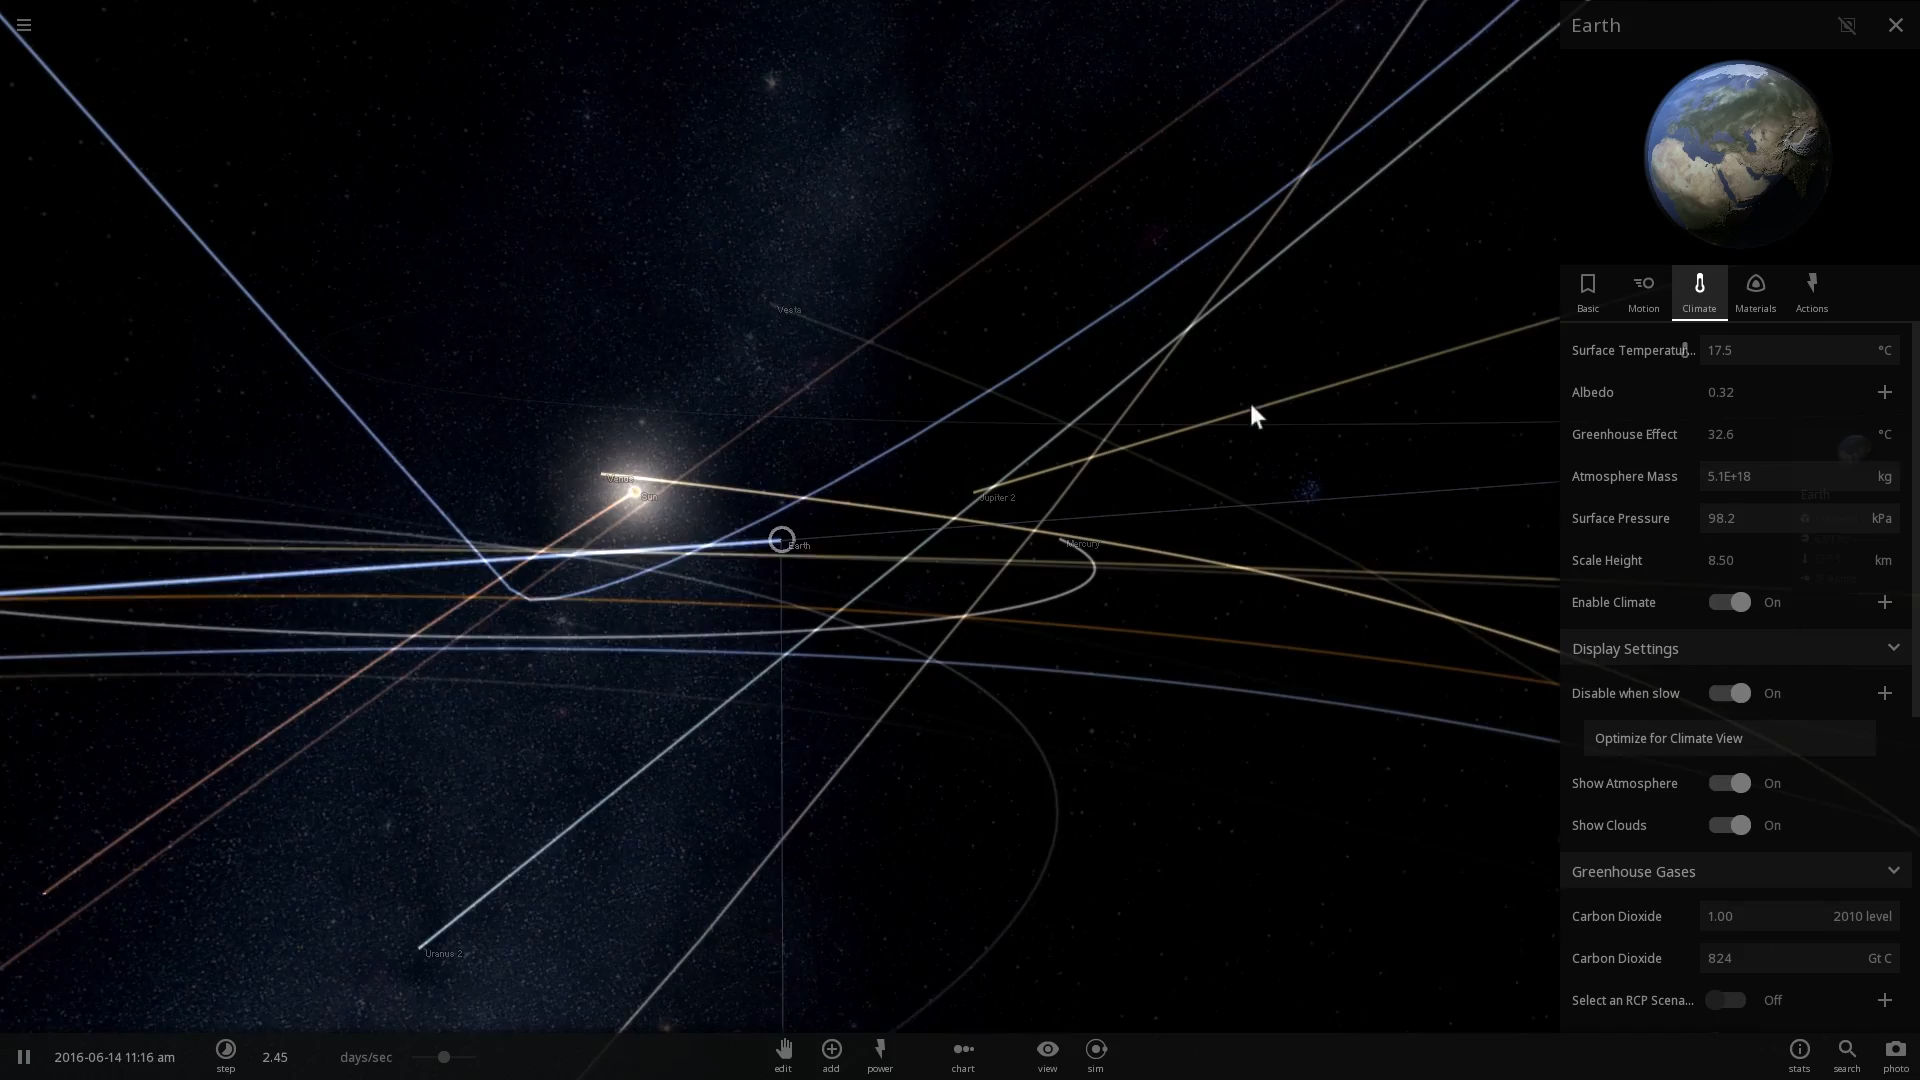 Earth
Basic
Motion
Climate
Materials
Actions
Surface Temperatur... 17.5 °C
Albedo 0.32
Greenhouse Effect 32.6 °C
Atmosphere Mass 5.1E+18 kg
Surface Pressure 98.2 kPa
Scale Height 8.50 km
Enable Climate On
Display Settings
Disable when slow On
Optimize for Climate View
Show Atmosphere On
Show Clouds On
Greenhouse Gases
Carbon Dioxide 1.00 2010 level
Carbon Dioxide 824 Gt C
Select an RCP Scena... Off
Vesta
Venus
Sun
Jupiter 2
Earth
Mercury
Uranus 2
Earth
2016-06-14 11:16 am
step
2.45 days/sec
edit
add
power
chart
view
sim
stats
search
photo